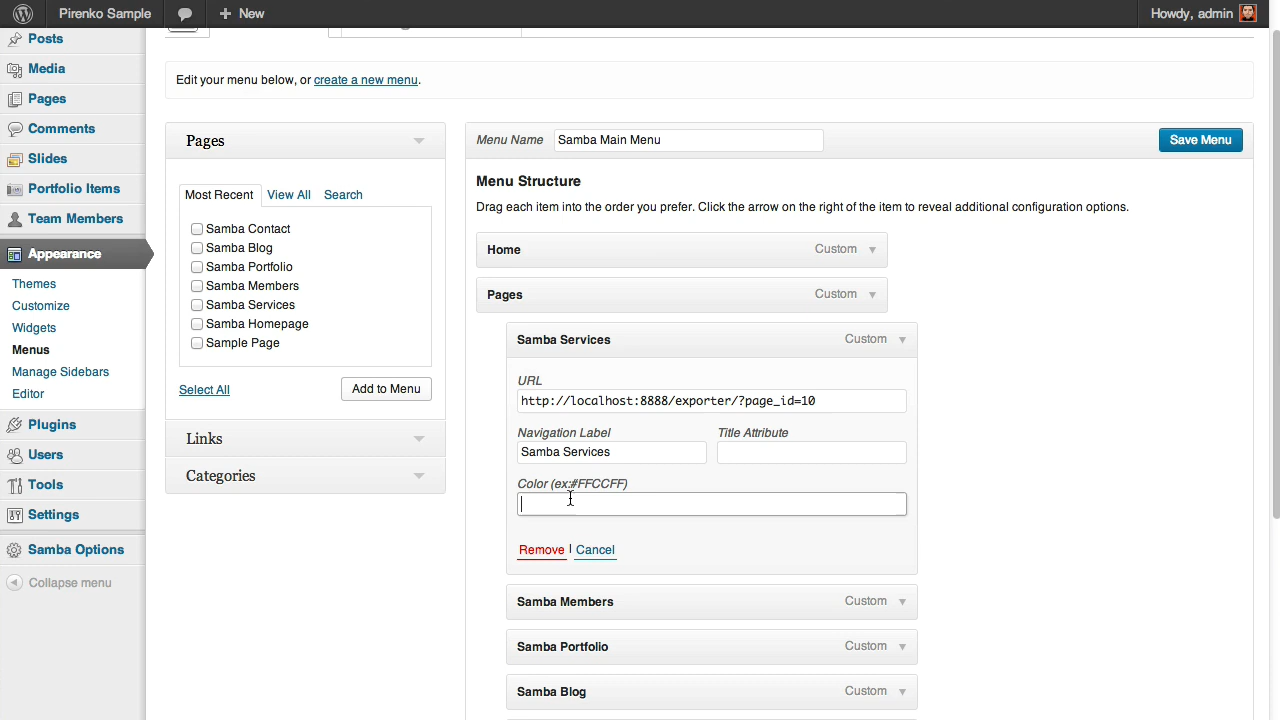 Pirenko Sample
New
Howdy, admin
Posts
Media
Pages
Comments
Slides
Portfolio Items
Team Members
Appearance
Themes
Customize
Widgets
Menus
Manage Sidebars
Editor
Plugins
Users
Tools
Settings
Samba Options
Collapse menu
Edit your menu below, or create a new menu.
Pages
Most Recent View All Search
Samba Contact
Samba Blog
Samba Portfolio
Samba Members
Samba Services
Samba Homepage
Sample Page
Select All
Add to Menu
Links
Categories
Menu Name Samba Main Menu
Save Menu
Menu Structure
Drag each item into the order you prefer. Click the arrow on the right of the item to reveal additional configuration options.
Home Custom
Pages Custom
Samba Services Custom
URL
http://localhost:8888/exporter/?page_id=10
Navigation Label Title Attribute
Samba Services
Color (ex:#FFCCFF)
Remove | Cancel
Samba Members Custom
Samba Portfolio Custom
Samba Blog Custom